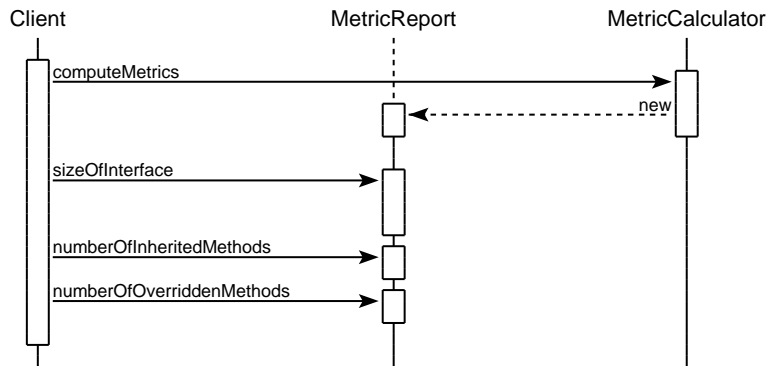 Client
MetricReport
MetricCalculator
computeMetrics
new
sizeOfInterface
numberOfInheritedMethods
numberOfOverriddenMethods